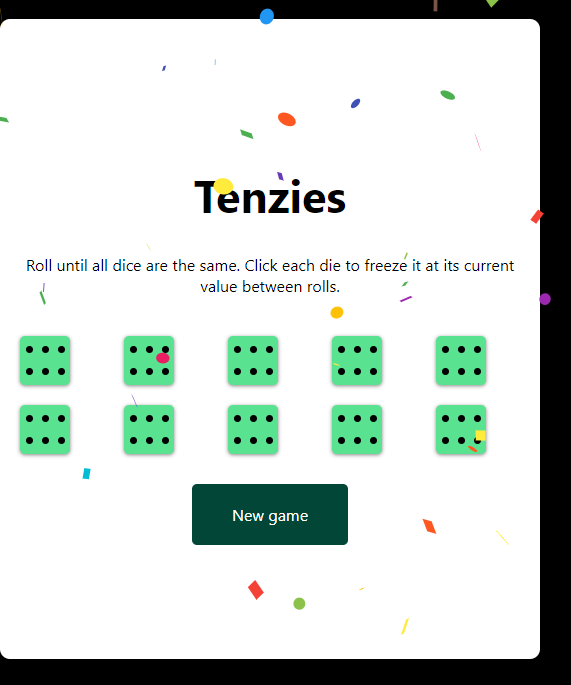 Tenzies
Roll until all dice are the same. Click each die to freeze it at its current
value between rolls.
New game